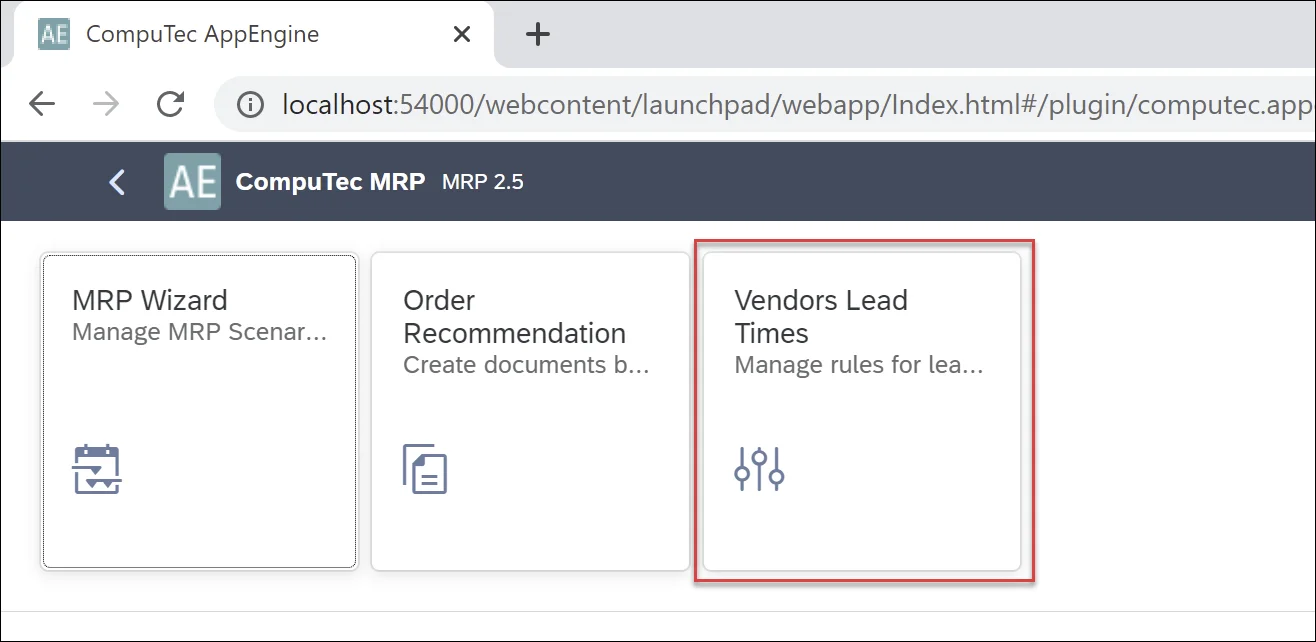 AE CompuTec AppEngine
localhost:54000/webcontent/launchpad/webapp/Index.html#/plugin/computec.app
AE CompuTec MRP MRP 2.5
MRP Wizard
Manage MRP Scenar...
Order
Recommendation
Create documents b...
Vendors Lead
Times
Manage rules for lea...